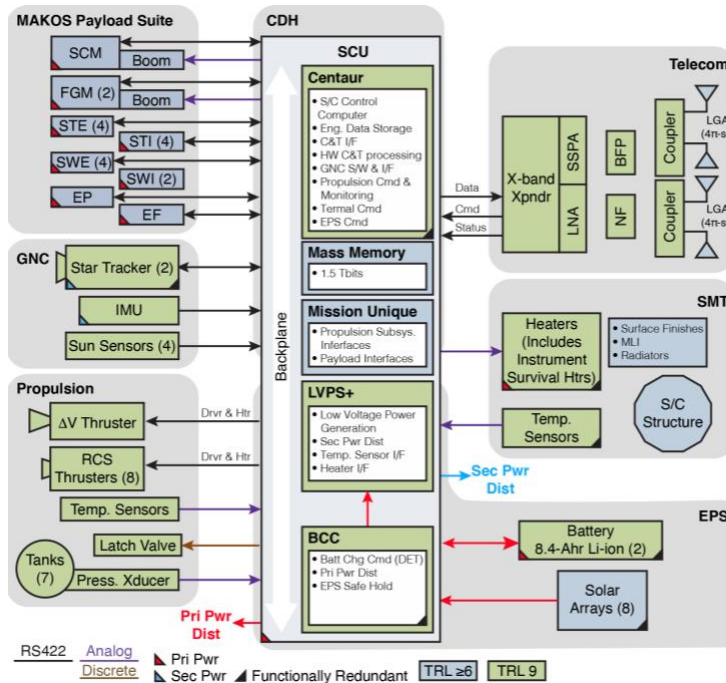 MAKOS Payload Suite
SCM
Boom
FGM (2)
Boom
STE (4)
STI (4)
SWE (4)
SWI (2)
EP
EF
GNC
Star Tracker (2)
IMU
Sun Sensors (4)
Propulsion
ΔV Thruster
RCS
Thrusters (8)
Temp. Sensors
Latch Valve
Tanks
(7)
Press. Xducer
Drvr & Htr
Drvr & Htr
CDH
SCU
Backplane
Centaur
• S/C Control
Computer
• Eng. Data Storage
• C&T I/F
• HW C&T processing
• GNC S/W & I/F
• Propulsion Cmd &
Monitoring
• Termal Cmd
• EPS Cmd
Mass Memory
• 1.5 Tbits
Mission Unique
• Propulsion Subsys.
Interfaces
• Payload Interfaces
LVPS+
• Low Voltage Power
Generation
• Sec Pwr Dist
• Temp. Sensor I/F
• Heater I/F
BCC
• Batt Chg Cmd (DET)
• Pri Pwr Dist
• EPS Safe Hold
Pri Pwr
Dist
Sec Pwr
Dist
Data
Cmd
Status
Telecom
X-band
Xpndr
SSPA
LNA
BFP
NF
Coupler
Coupler
LGA
(4π-s
LGA
(4π-s
SMT
Heaters
(Includes
Instrument
Survival Htrs)
Temp.
Sensors
• Surface Finishes
• MLI
• Radiators
S/C
Structure
EPS
Battery
8.4-Ahr Li-ion (2)
Solar
Arrays (8)
RS422
Analog
Discrete
Pri Pwr
Sec Pwr
Functionally Redundant
TRL ≥6
TRL 9